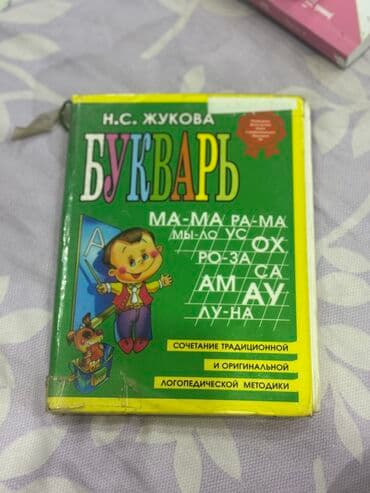 Н.С. ЖУКОВА
БУКВАРЬ
МА-МА РА-МА
МЫ-ЛО УС ОХ
РО-ЗА СА
АМ АУ
ЛУ-НА
А
СОЧЕТАНИЕ ТРАДИЦИОННОЙ
И ОРИГИНАЛЬНОЙ
ЛОГОПЕДИЧЕСКОЙ МЕТОДИКИ